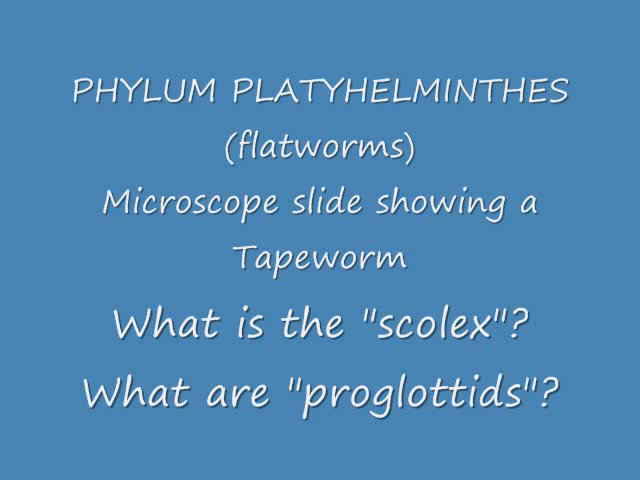 PHYLUM PLATYHELMINTHES
(flatworms)
Microscope slide showing a
Tapeworm
What is the "scolex"?
What are "proglottids"?